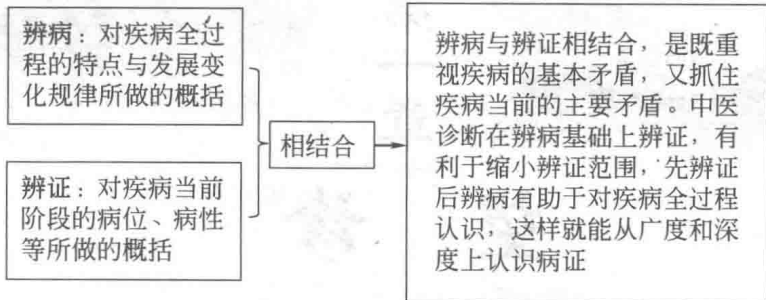 辨病：对疾病全过
程的特点与发展变
化规律所做的概括
辨证：对疾病当前
阶段的病位、病性
等所做的概括
相结合
辨病与辨证相结合，是既重
视疾病的基本矛盾，又抓住
疾病当前的主要矛盾。中医
诊断在辨病基础上辨证，有
利于缩小辨证范围，先辨证
后辨病有助于对疾病全过程
认识，这样就能从广度和深
度上认识病证